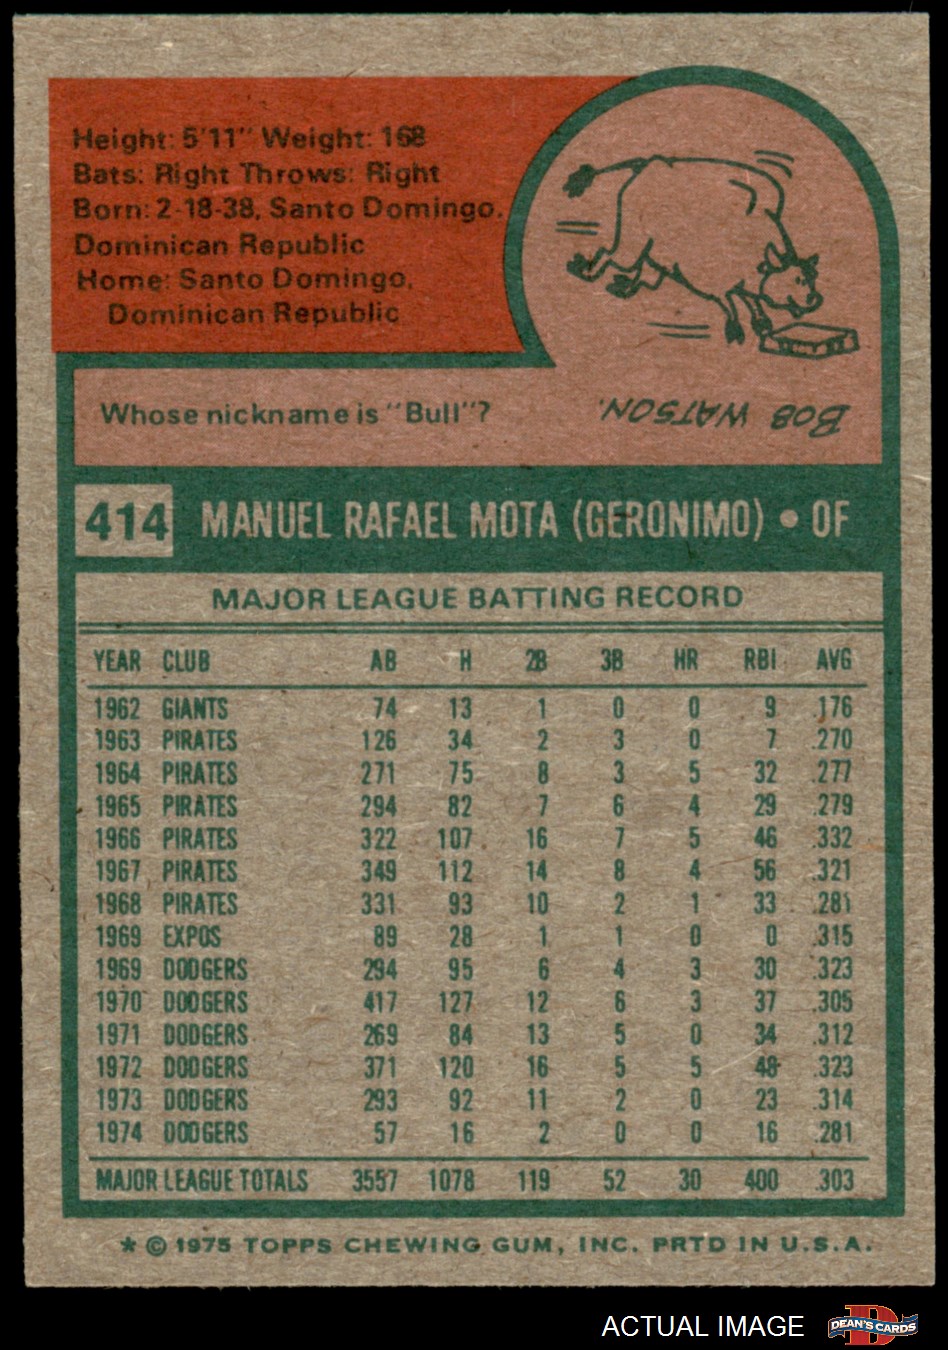 Height: 5'11" Weight: 168
Bats: Right Throws: Right
Born: 2-18-38, Santo Domingo,
Dominican Republic
Home: Santo Domingo,
Dominican Republic
Whose nickname is "Bull"?
BOB WATSON.
414 MANUEL RAFAEL MOTA (GERONIMO) • OF
MAJOR LEAGUE BATTING RECORD
YEAR CLUB AB H 2B 3B HR RBI AVG
1962 GIANTS 74 13 1 0 0 9 .176
1963 PIRATES 126 34 2 3 0 7 .270
1964 PIRATES 271 75 8 3 5 32 .277
1965 PIRATES 294 82 7 6 4 29 .279
1966 PIRATES 322 107 16 7 5 46 .332
1967 PIRATES 349 112 14 8 4 56 .321
1968 PIRATES 331 93 10 2 1 33 .281
1969 EXPOS 89 28 1 1 0 0 .315
1969 DODGERS 294 95 6 4 3 30 .323
1970 DODGERS 417 127 12 6 3 37 .305
1971 DODGERS 269 84 13 5 0 34 .312
1972 DODGERS 371 120 16 5 5 48 .323
1973 DODGERS 293 92 11 2 0 23 .314
1974 DODGERS 57 16 2 0 0 16 .281
MAJOR LEAGUE TOTALS 3557 1078 119 52 30 400 .303
* © 1975 TOPPS CHEWING GUM, INC. PRTD IN U.S.A.
ACTUAL IMAGE
D
DEAN'S CARDS